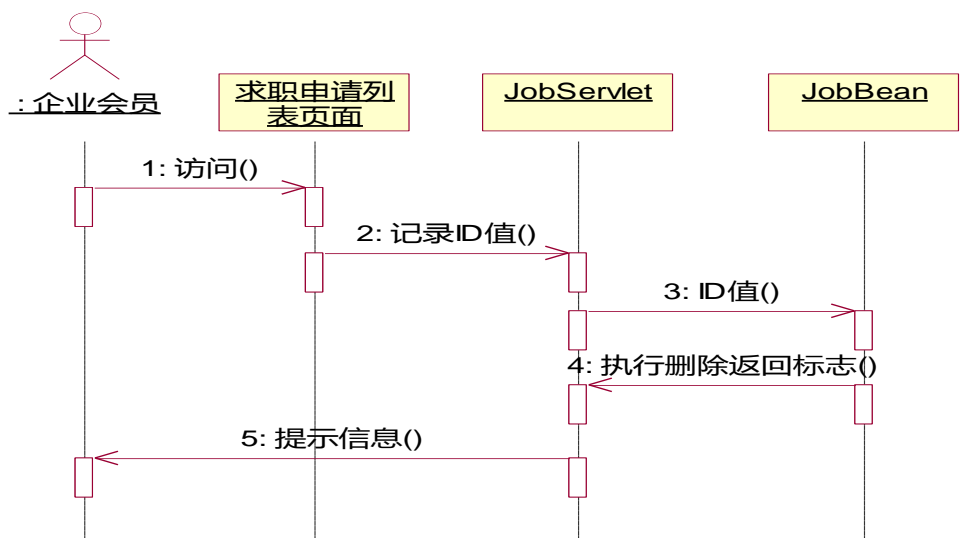 : 企业会员
求职申请列
表页面
JobServlet
JobBean
1: 访问()
2: 记录ID值()
3: ID值()
4: 执行删除返回标志()
5: 提示信息()